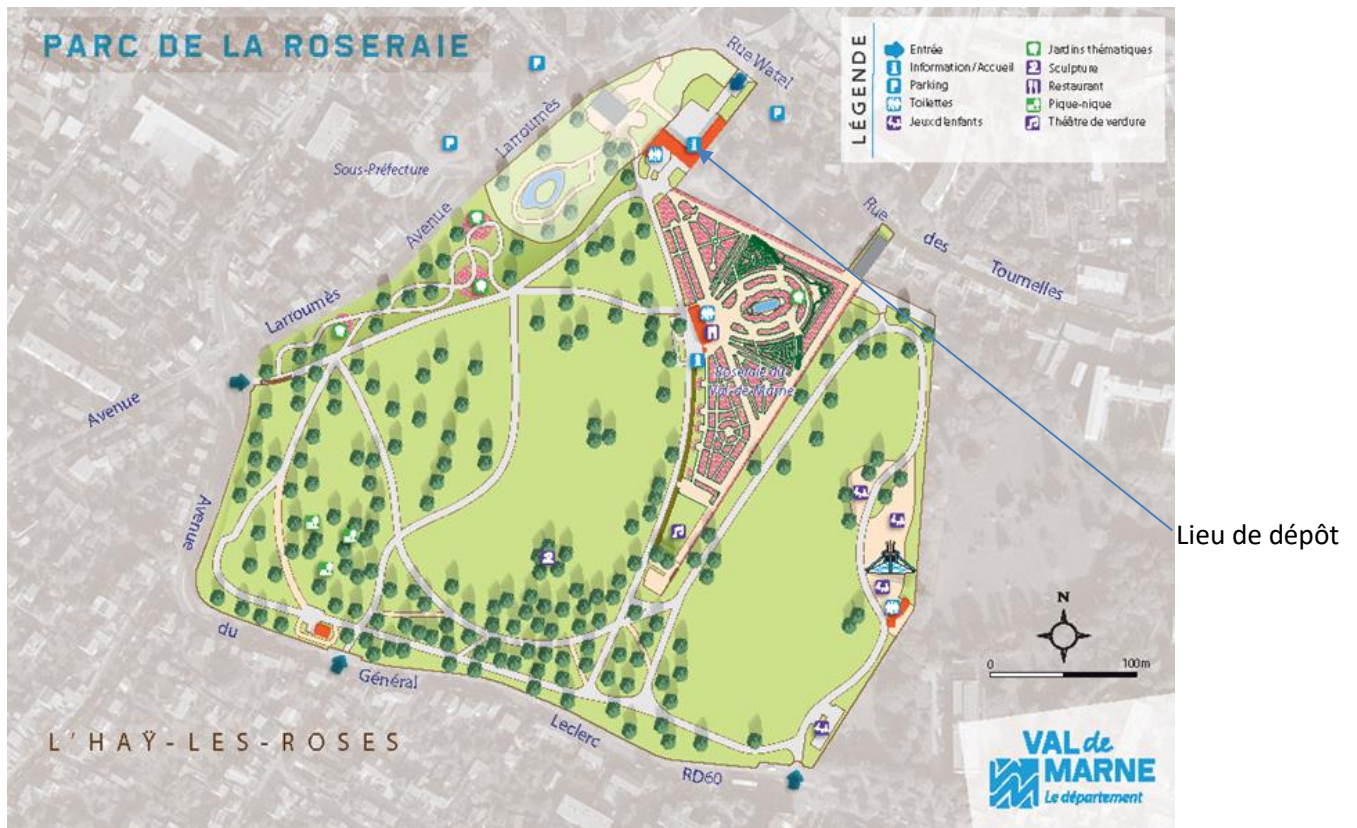 PARC DE LA ROSERAIE
LÉGENDE
Entrée
Information/Accueil
Parking
Toilettes
Jeux d'enfants
Jardins thématiques
Sculpture
Restaurant
Pique-nique
Théâtre de verdure
Rue Watel
P
P
P
Sous-Préfecture
Avenue Larroumès
Rue des Tournelles
Avenue Larroumès
Roseraie du
Val-de-Marne
Lieu de dépôt
Avenue du Général Leclerc
RD60
N
0 100m
L'HAŸ-LES-ROSES
VAL de
MARNE
Le département